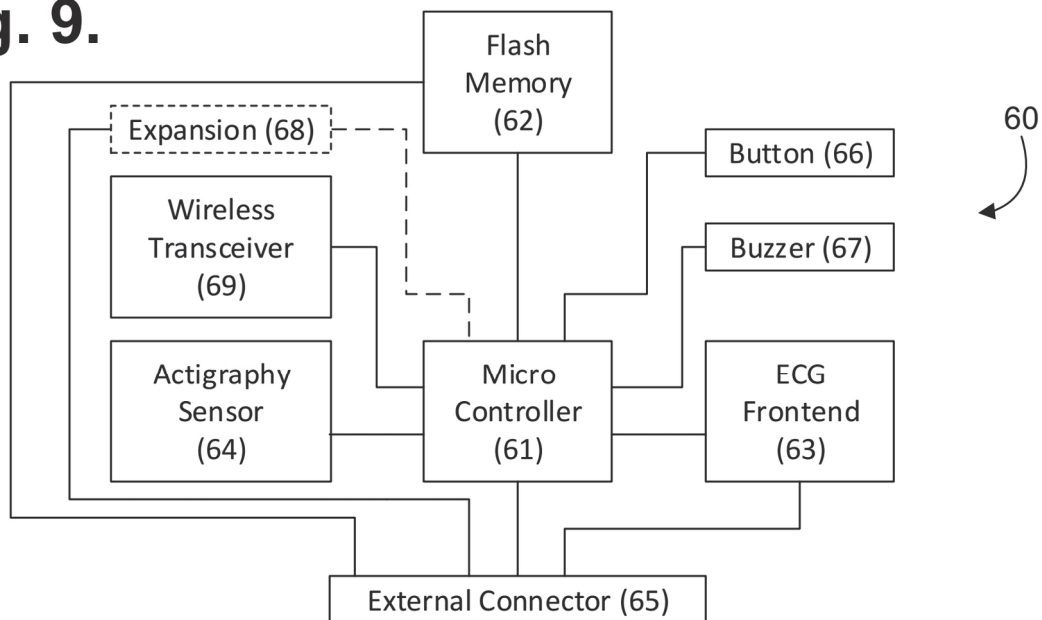 g. 9.
Flash
Memory
(62)
Expansion (68)
60
Button (66)
Wireless
Transceiver
(69)
Buzzer (67)
Actigraphy
Sensor
(64)
Micro
Controller
(61)
ECG
Frontend
(63)
External Connector (65)